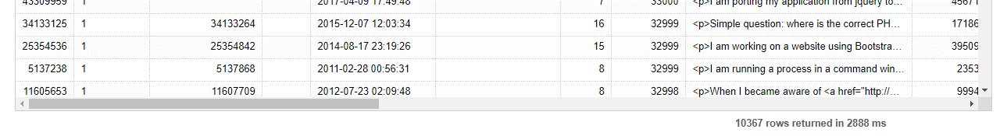 43309959 1 2017-04-09 17:49:48 7 33000 <p>I am porting my application from jquery to… 45671
34133125 1 34133264 2015-12-07 12:03:34 16 32999 <p>Simple question: where is the correct PH… 17186
25354536 1 25354842 2014-08-17 23:19:26 15 32999 <p>I am working on a website using Bootstra… 39509
5137238 1 5137868 2011-02-28 00:56:31 8 32999 <p>I am running a process in a command win… 2353
11605653 1 11607709 2012-07-23 02:09:48 8 32998 <p>When I became aware of <a href="http://… 9994
10367 rows returned in 2888 ms